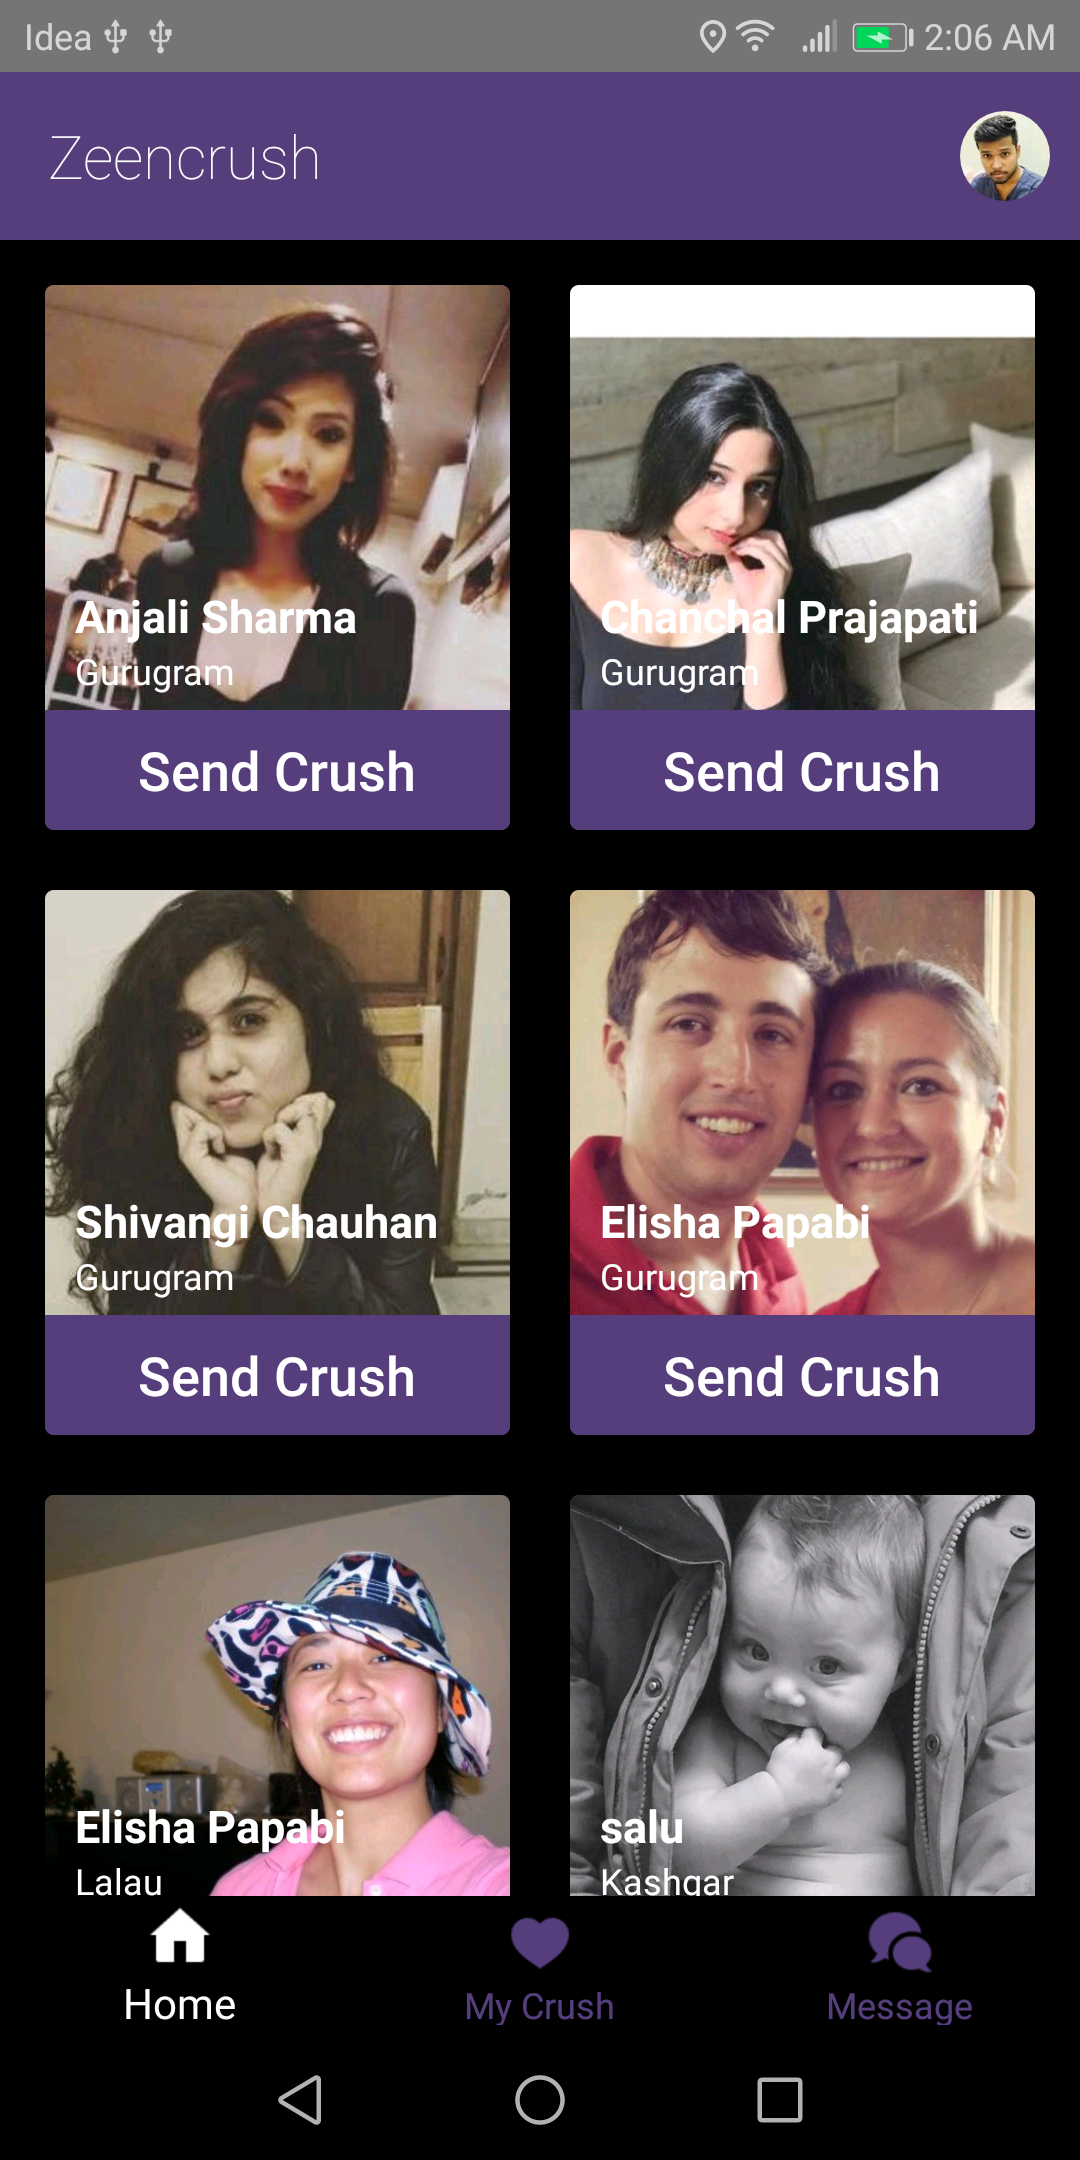 Idea 2:06 AM
Zeencrush
Anjali Sharma
Gurugram
Send Crush
Chanchal Prajapati
Gurugram
Send Crush
Shivangi Chauhan
Gurugram
Send Crush
Elisha Papabi
Gurugram
Send Crush
Elisha Papabi
Lalau
salu
Kashgar
Home
My Crush
Message